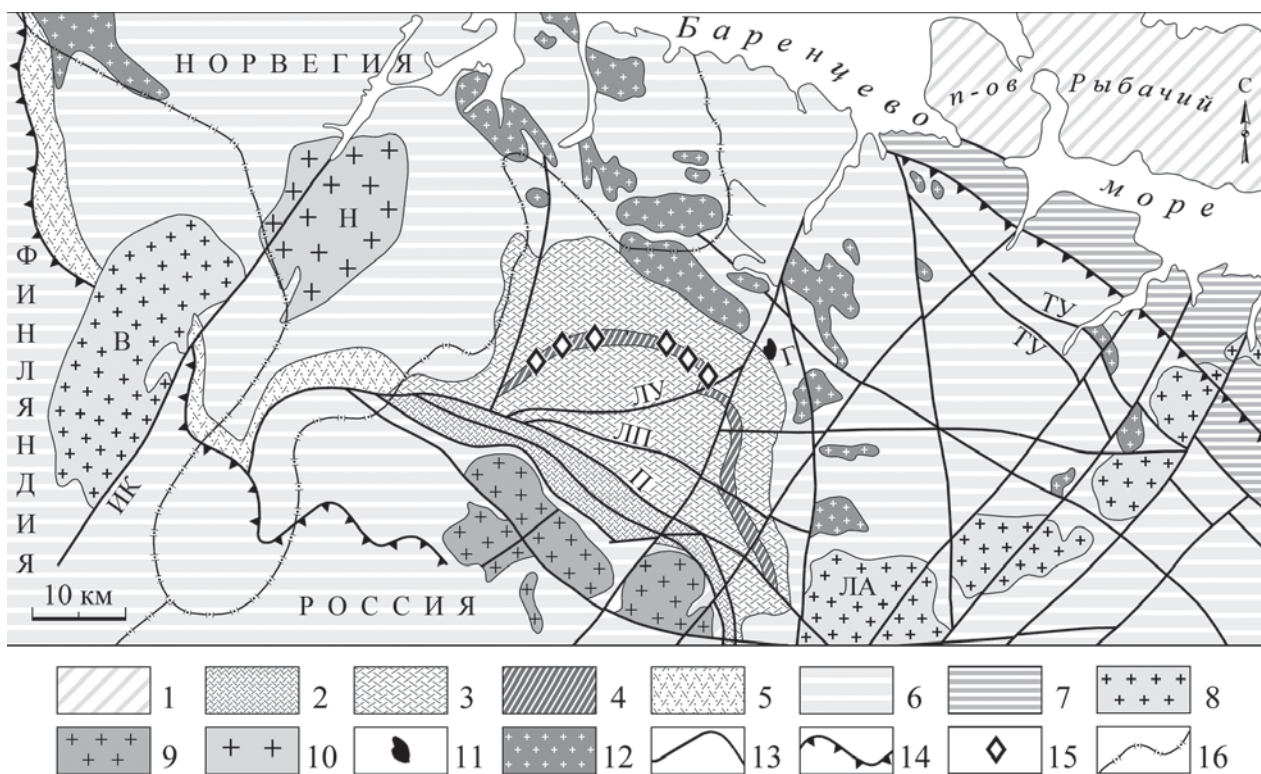 НОРВЕГИЯ
Баренцево
море
п-ов Рыбачий
С
ФИНЛЯНДИЯ
Н
В
ИК
Г
ТУ
ТУ
ЛУ
ЛП
П
ЛА
РОССИЯ
10 км
1 2 3 4 5 6 7 8
9 10 11 12 13 14 15 16